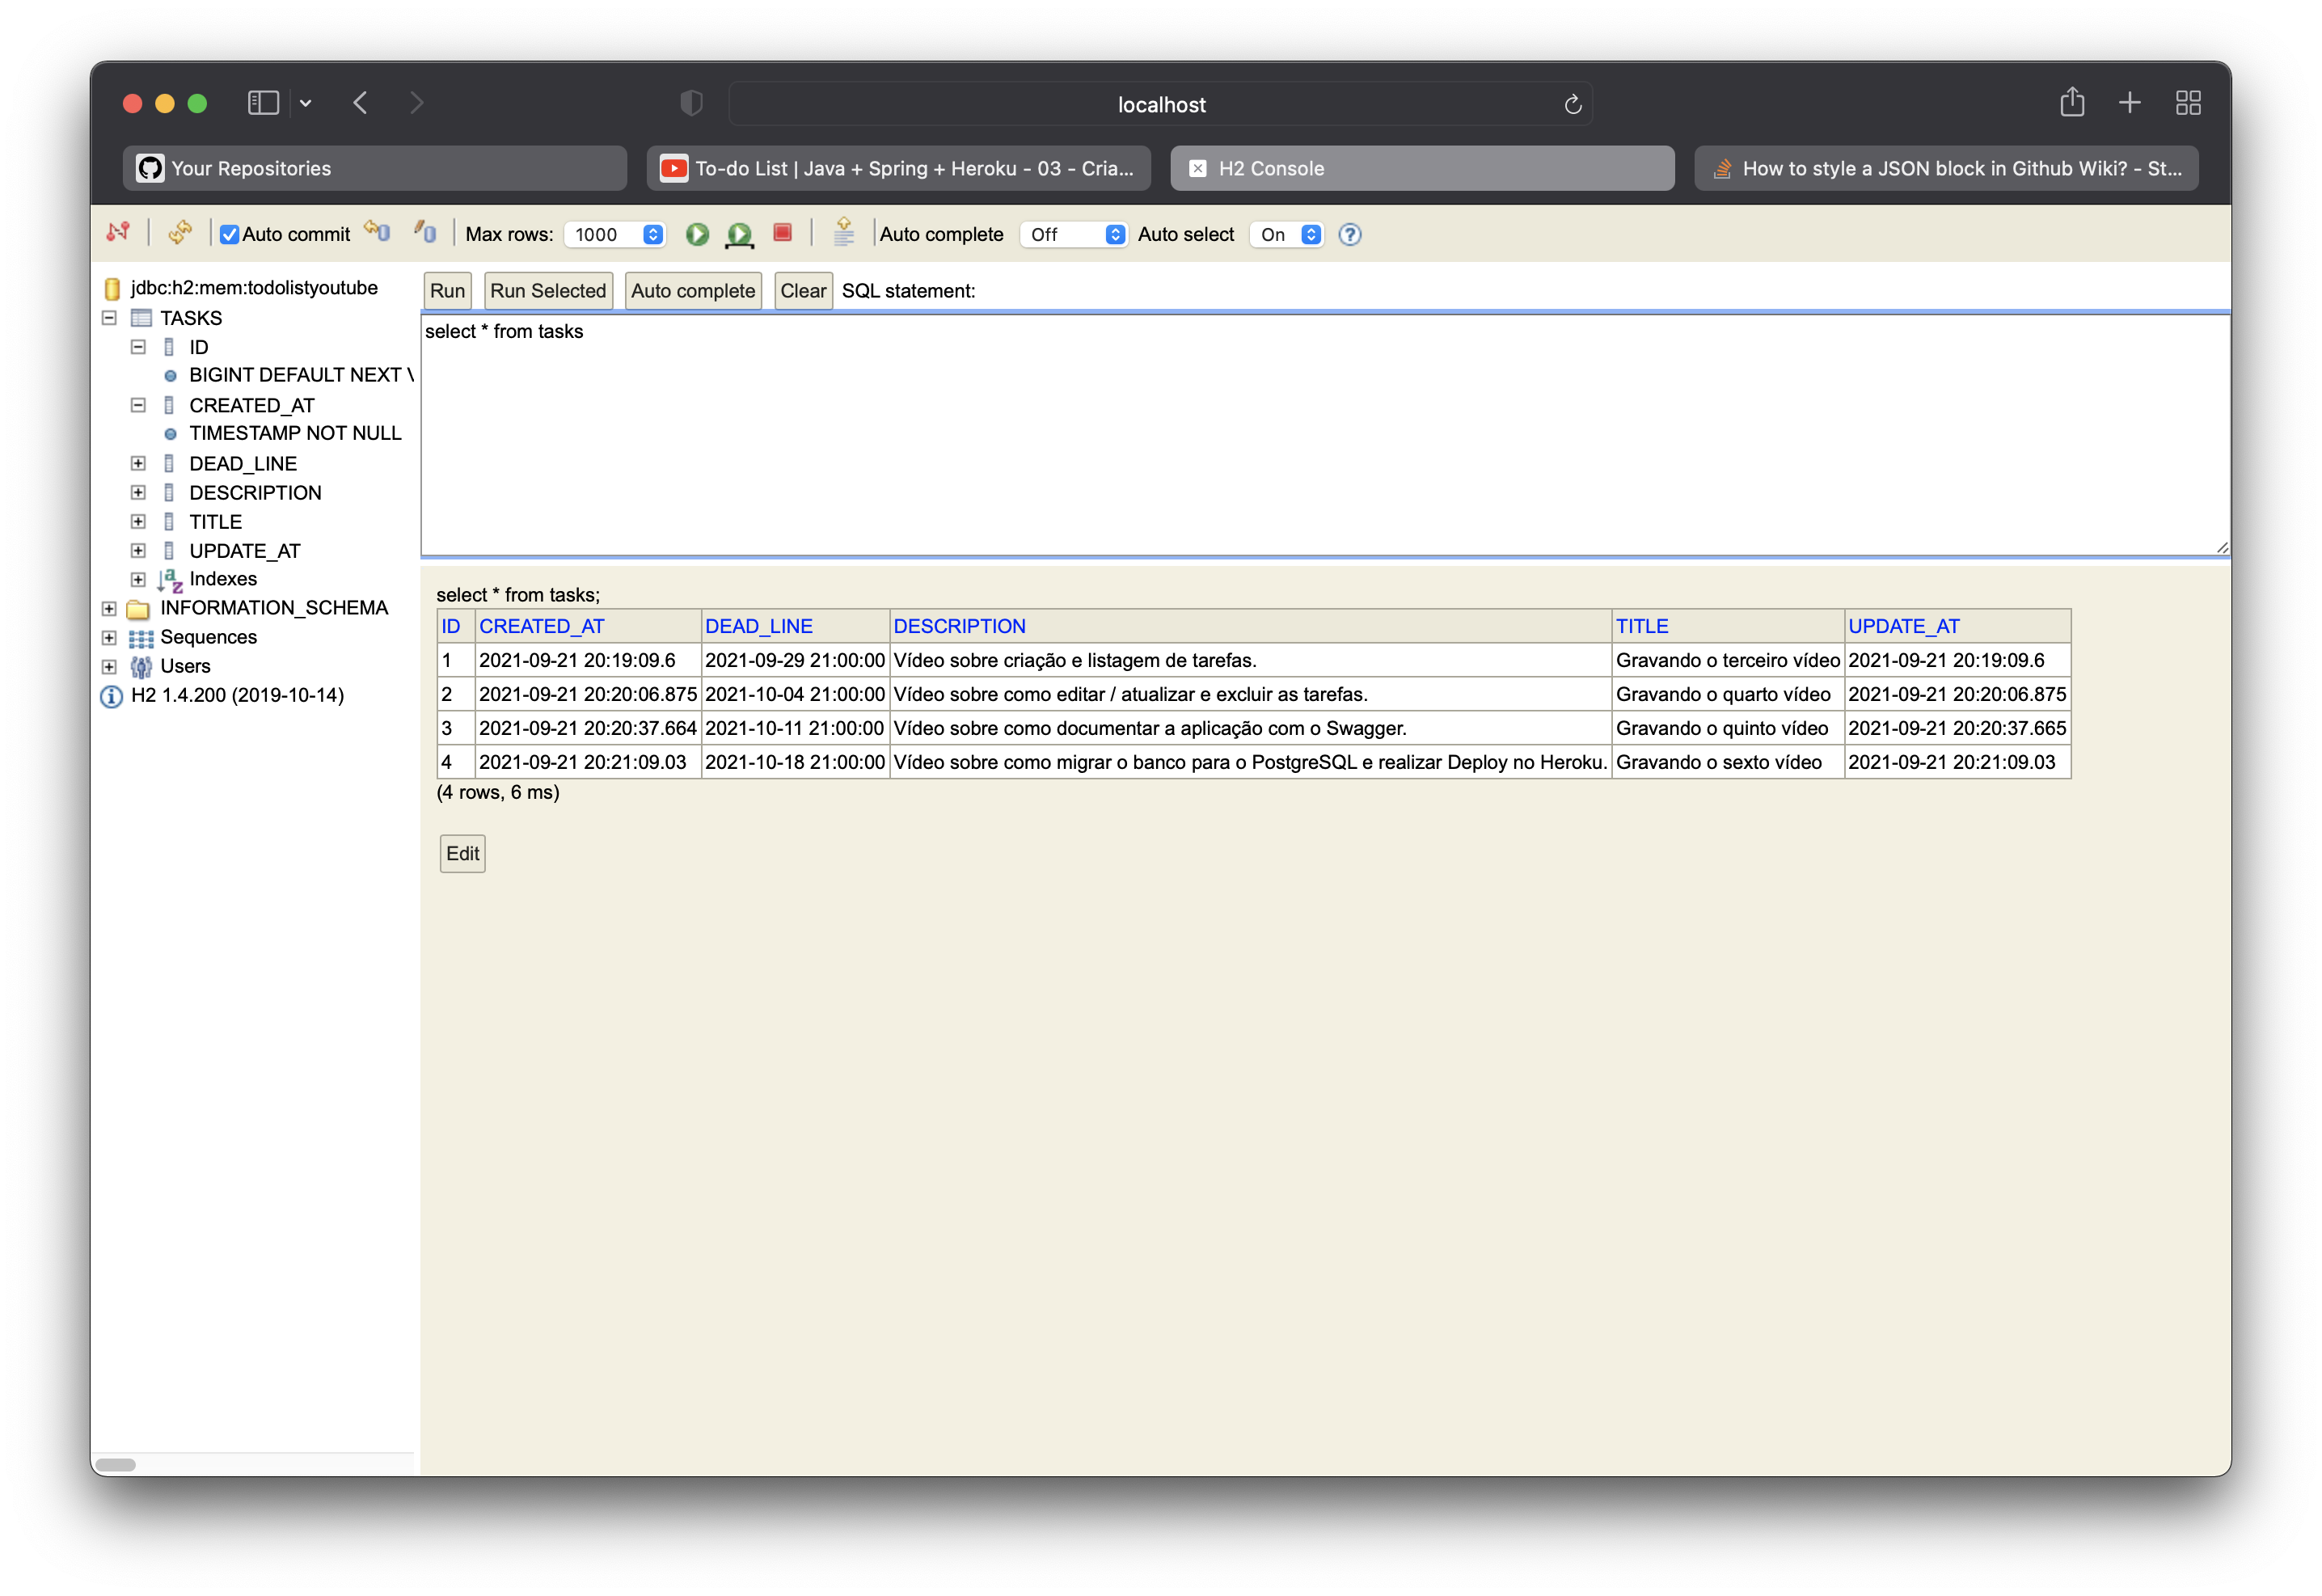 localhost
Your Repositories
To-do List | Java + Spring + Heroku - 03 - Cria...
H2 Console
How to style a JSON block in Github Wiki? - St...
Auto commit Max rows: 1000 Auto complete Off Auto select On
jdbc:h2:mem:todolistyoutube
TASKS
ID
BIGINT DEFAULT NEXT
CREATED_AT
TIMESTAMP NOT NULL
DEAD_LINE
DESCRIPTION
TITLE
UPDATE_AT
Indexes
INFORMATION_SCHEMA
Sequences
Users
H2 1.4.200 (2019-10-14)
Run Run Selected Auto complete Clear SQL statement:
select * from tasks
select * from tasks;
ID CREATED_AT DEAD_LINE DESCRIPTION TITLE UPDATE_AT
1 2021-09-21 20:19:09.6 2021-09-29 21:00:00 Vídeo sobre criação e listagem de tarefas. Gravando o terceiro vídeo 2021-09-21 20:19:09.6
2 2021-09-21 20:20:06.875 2021-10-04 21:00:00 Vídeo sobre como editar / atualizar e excluir as tarefas. Gravando o quarto vídeo 2021-09-21 20:20:06.875
3 2021-09-21 20:20:37.664 2021-10-11 21:00:00 Vídeo sobre como documentar a aplicação com o Swagger. Gravando o quinto vídeo 2021-09-21 20:20:37.665
4 2021-09-21 20:21:09.03 2021-10-18 21:00:00 Vídeo sobre como migrar o banco para o PostgreSQL e realizar Deploy no Heroku. Gravando o sexto vídeo 2021-09-21 20:21:09.03
(4 rows, 6 ms)
Edit